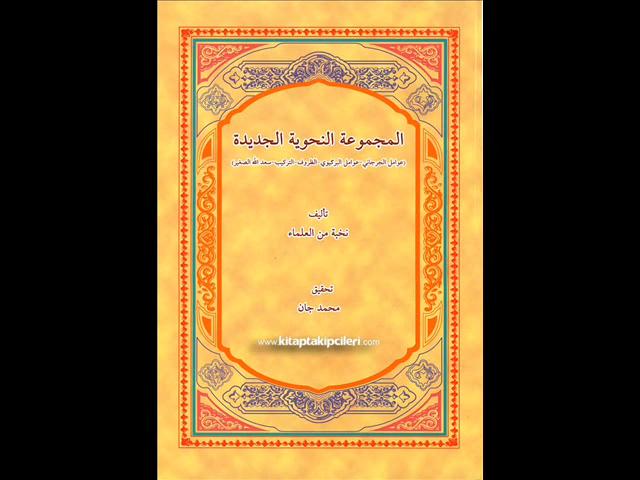 المجموعة النحوية الجديدة
(عوامل الجرجاني-عوامل البركيوي-الظروف-التركيب-سعد الله الصغير)
تأليف
نخبة من العلماء
تحقيق
محمد جان
www.kitaptakipcileri.com